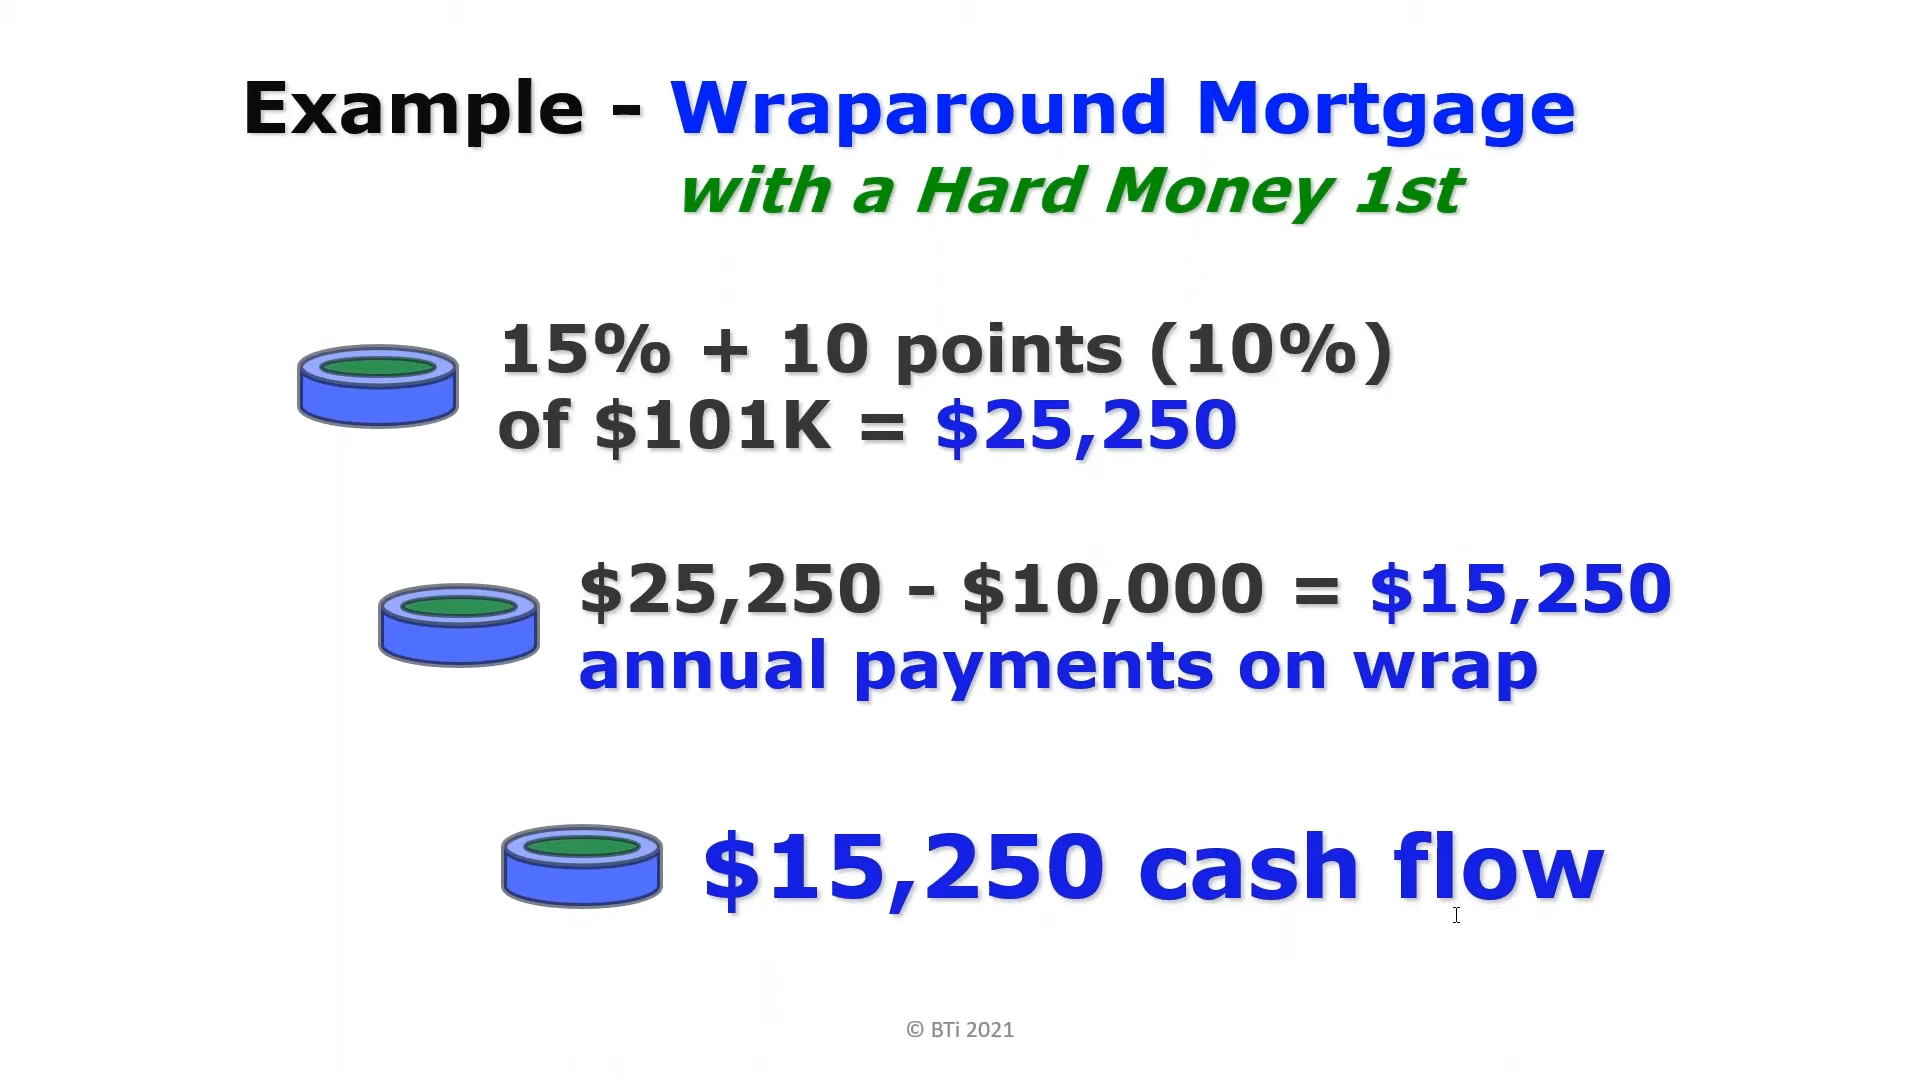 Example - Wraparound Mortgage
with a Hard Money 1st
15% + 10 points (10%)
of $101K = $25,250
$25,250 - $10,000 = $15,250
annual payments on wrap
$15,250 cash flow
© BTi 2021